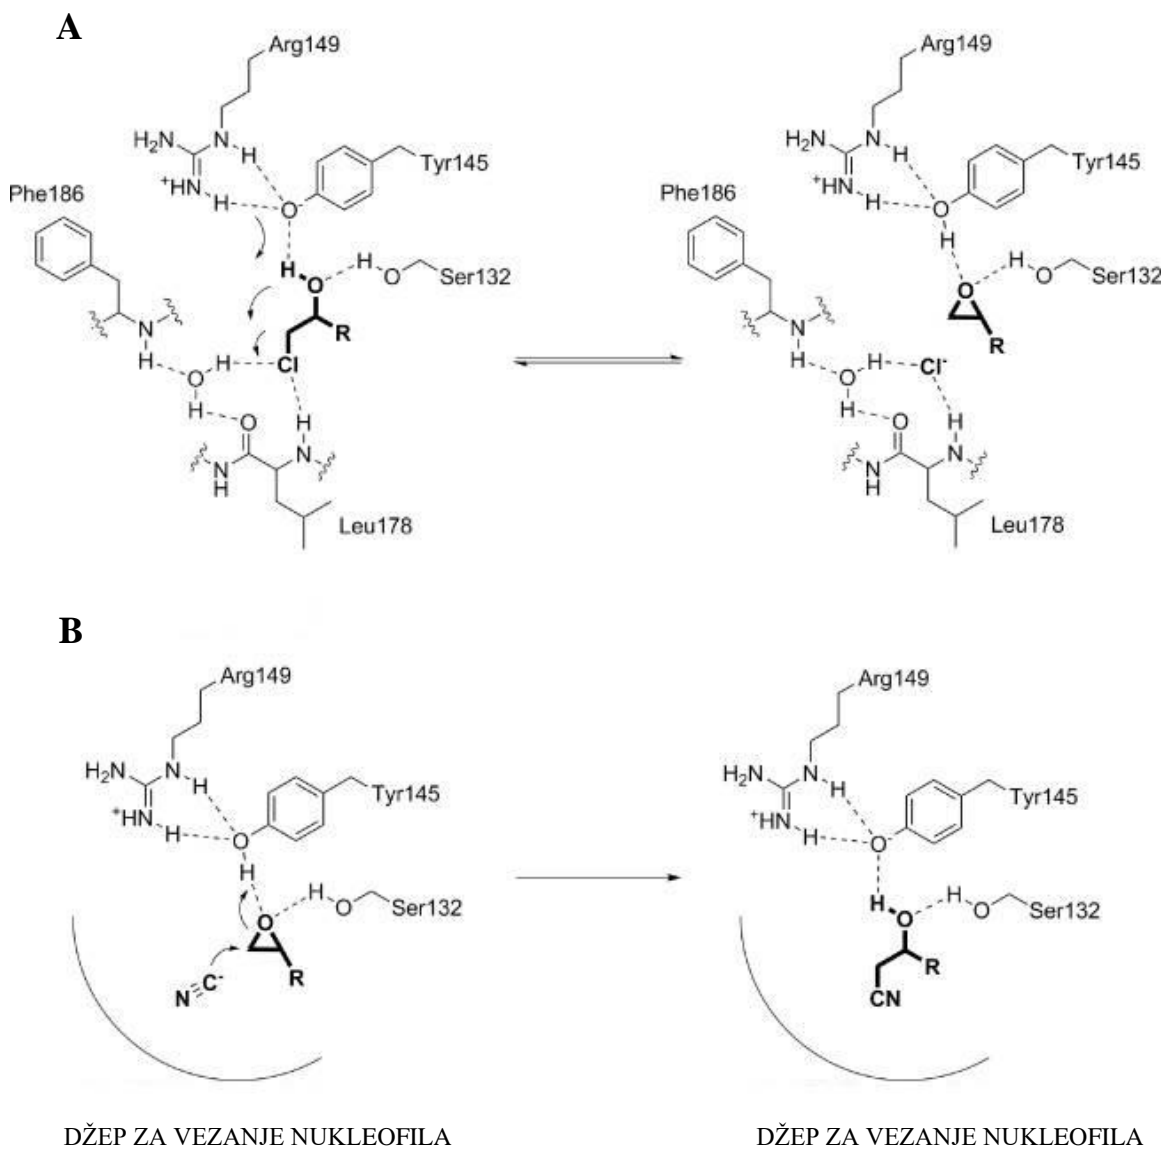 A
Arg149
H₂N
N
H
⁺HN
H
Tyr145
O⁻
Phe186
H
O
H
O
Ser132
R
N
H
H
Cl
O
H
O
H
N
N
H
Leu178
Arg149
H₂N
N
H
⁺HN
H
Tyr145
O
Phe186
H
H
O
Ser132
O
R
N
H
H
Cl⁻
O
H
O
H
N
N
H
Leu178
B
Arg149
H₂N
N
H
⁺HN
H
Tyr145
O
H
H
O
Ser132
O
N
C⁻
R
Arg149
H₂N
N
H
⁺HN
H
Tyr145
O⁻
H
O
H
O
Ser132
R
CN
DŽEP ZA VEZANJE NUKLEOFILA
DŽEP ZA VEZANJE NUKLEOFILA